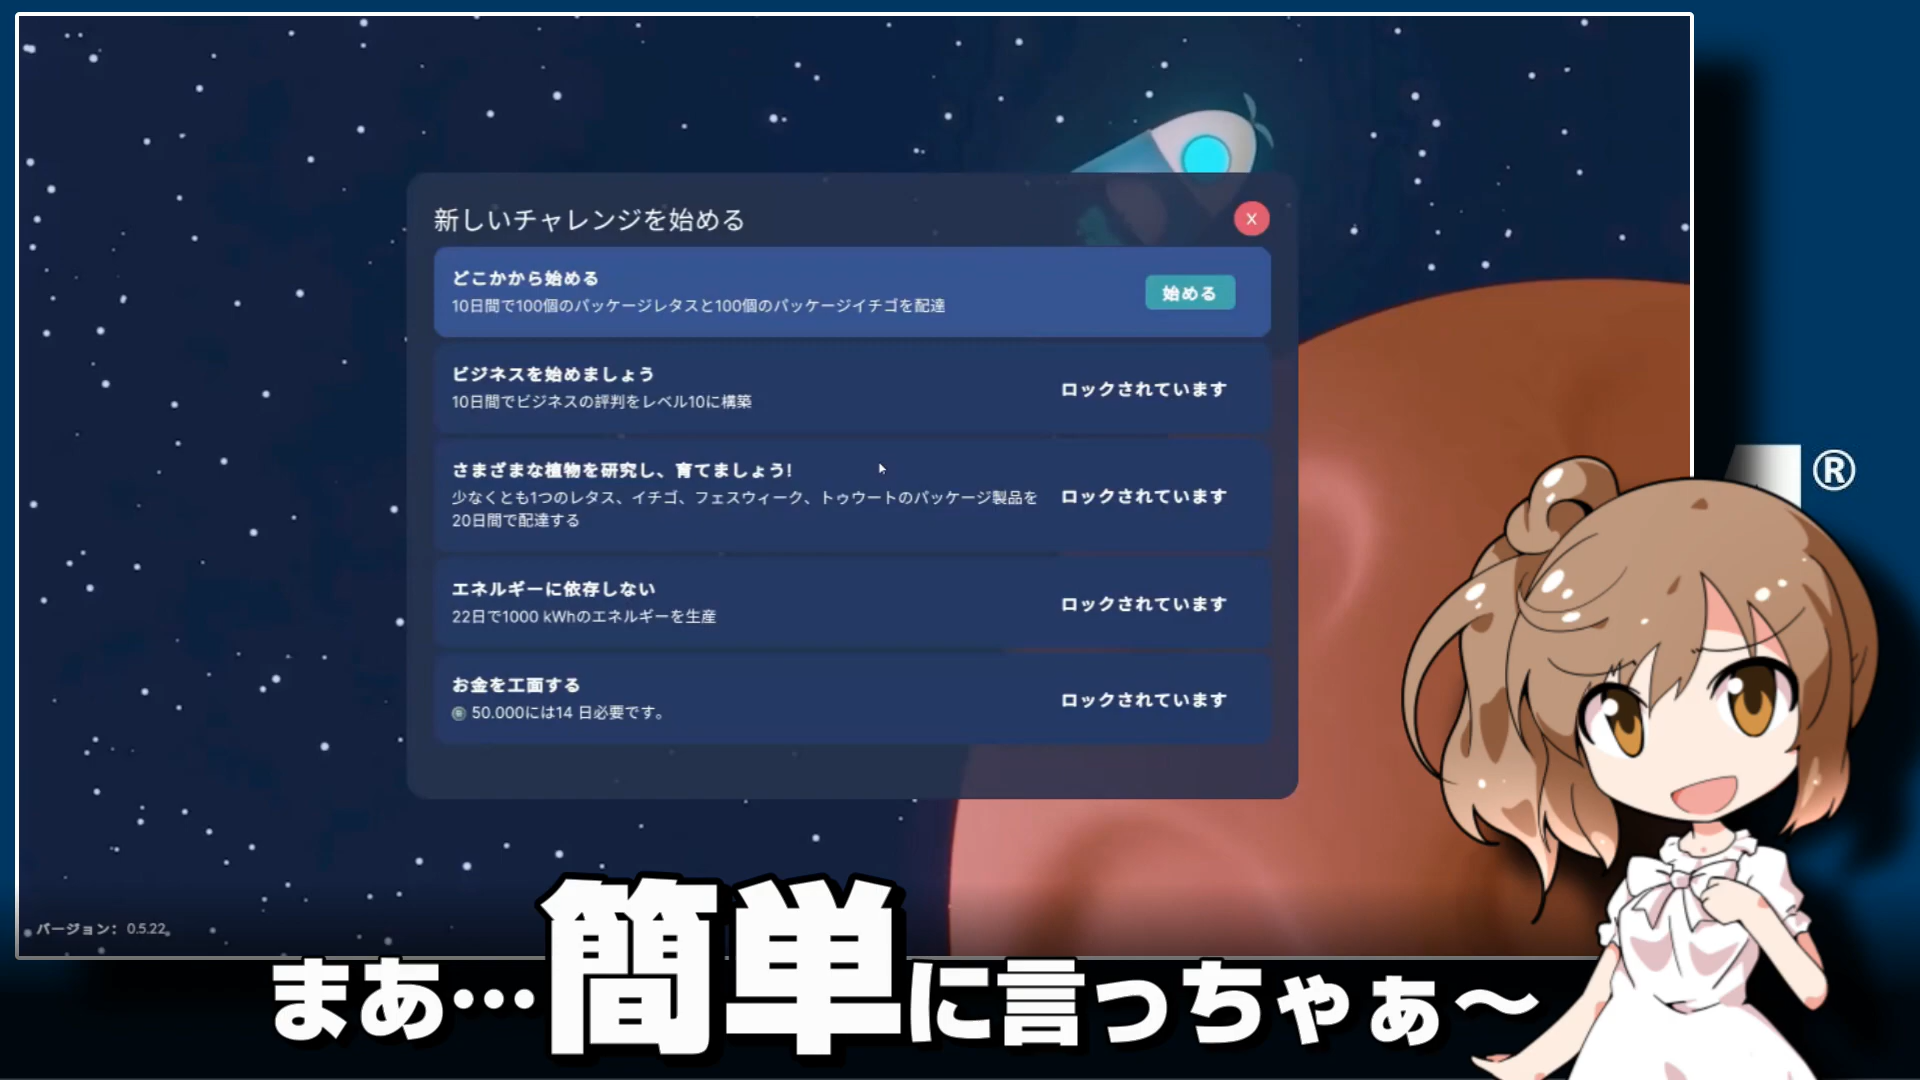 新しいチャレンジを始める
X
どこかから始める
10日間で100個のパッケージレタスと100個のパッケージイチゴを配達
始める
ビジネスを始めましょう
10日間でビジネスの評判をレベル10に構築
ロックされています
さまざまな植物を研究し、育てましょう!
少なくとも1つのレタス、イチゴ、フェスウィーク、トゥウートのパッケージ製品を
20日間で配達する
ロックされています
エネルギーに依存しない
22日で1000 kWhのエネルギーを生産
ロックされています
お金を工面する
50.000には14 日必要です。
ロックされています
®
バージョン: 0.5.22
まあ…簡単に言っちゃぁ～